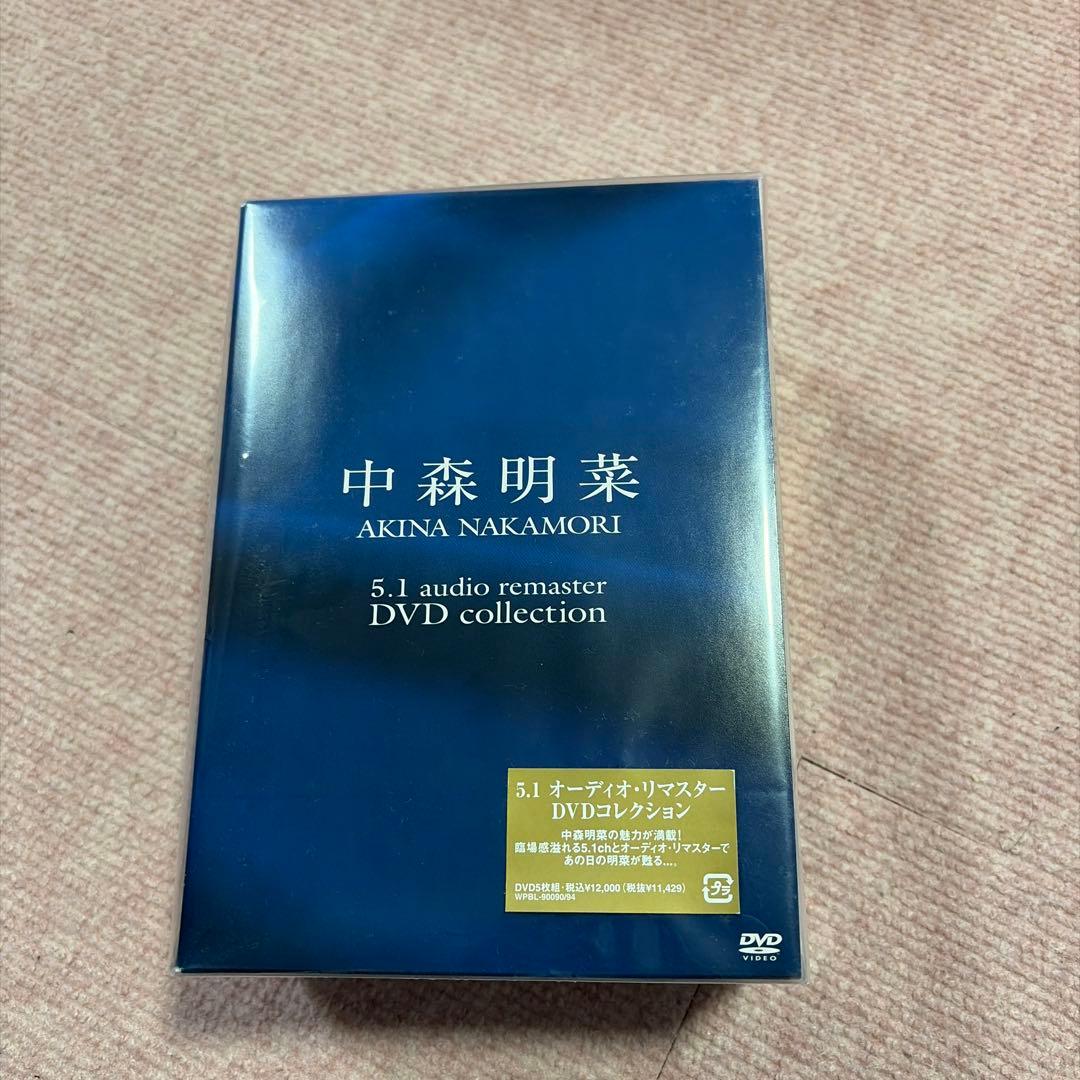 中森明菜
AKINA NAKAMORI
5.1 audio remaster
DVD collection
5.1 オーディオ・リマスター
DVDコレクション
中森明菜の魅力が満載!
臨場感溢れる5.1chとオーディオ・リマスターで
あの日の明菜が甦る…。
DVD5枚組・税込¥12,000(税抜¥11,429)
WPBL-90090/94
プラ
DVD
VIDEO